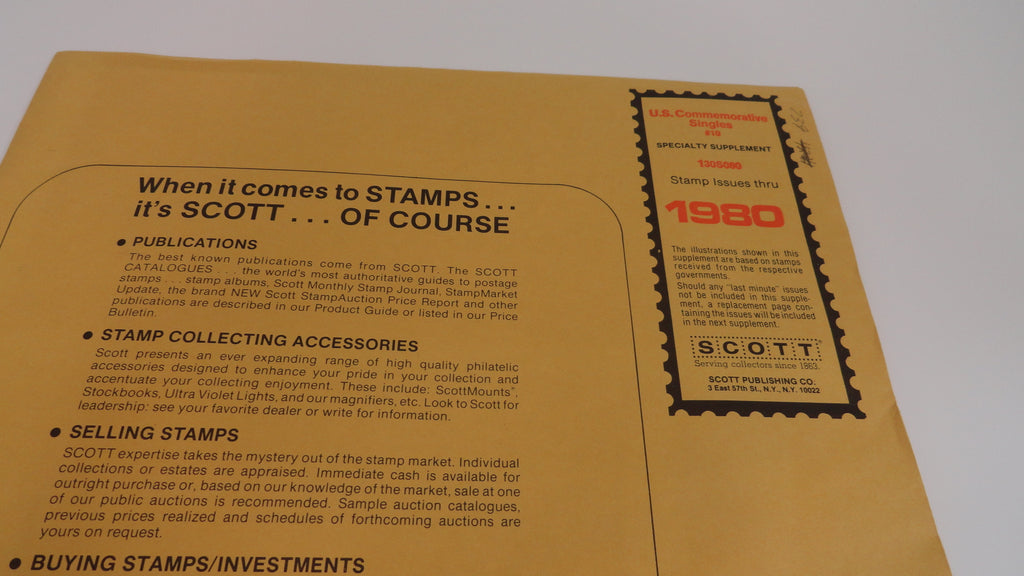 When it comes to STAMPS...
it's SCOTT... OF COURSE
● PUBLICATIONS
The best known publications come from SCOTT. The SCOTT
CATALOGUES . . . the world's most authoritative guides to postage
stamps . . . stamp albums, Scott Monthly Stamp Journal, StampMarket
Update, the brand NEW Scott StampAuction Price Report and other
publications are described in our Product Guide or listed in our Price
Bulletin.
● STAMP COLLECTING ACCESSORIES
Scott presents an ever expanding range of high quality philatelic
accessories designed to enhance your pride in your collection and
accentuate your collecting enjoyment. These include: ScottMounts",
Stockbooks, Ultra Violet Lights, and our magnifiers, etc. Look to Scott for
leadership: see your favorite dealer or write for information.
● SELLING STAMPS
SCOTT expertise takes the mystery out of the stamp market. Individual
collections or estates are appraised. Immediate cash is available for
outright purchase or, based on our knowledge of the market, sale at one
of our public auctions is recommended. Sample auction catalogues,
previous prices realized and schedules of forthcoming auctions are
yours on request.
● BUYING STAMPS/INVESTMENTS
U.S. Commemorative
Singles
SPECIALTY SUPPLEMENT
130S080
Stamp Issues thru
1980
The illustrations shown in this
supplement are based on stamps
received from the respective
governments.
Should any "last minute" issues
not be included in this supple-
ment, a replacement page con-
taining the issues will be included
in the next supplement.
SCOTT
Serving collectors since 1863.
SCOTT PUBLISHING CO.
3 East 57th St., N.Y., N.Y. 10022